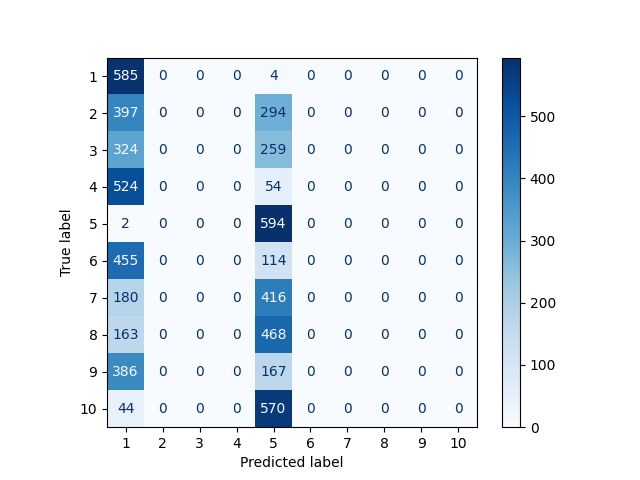 1 585 0 0 0 4 0 0 0 0 0
2 397 0 0 0 294 0 0 0 0 0
3 324 0 0 0 259 0 0 0 0 0
4 524 0 0 0 54 0 0 0 0 0
5 2 0 0 0 594 0 0 0 0 0
6 455 0 0 0 114 0 0 0 0 0
7 180 0 0 0 416 0 0 0 0 0
8 163 0 0 0 468 0 0 0 0 0
9 386 0 0 0 167 0 0 0 0 0
10 44 0 0 0 570 0 0 0 0 0
1 2 3 4 5 6 7 8 9 10
Predicted label
True label
500
400
300
200
100
0